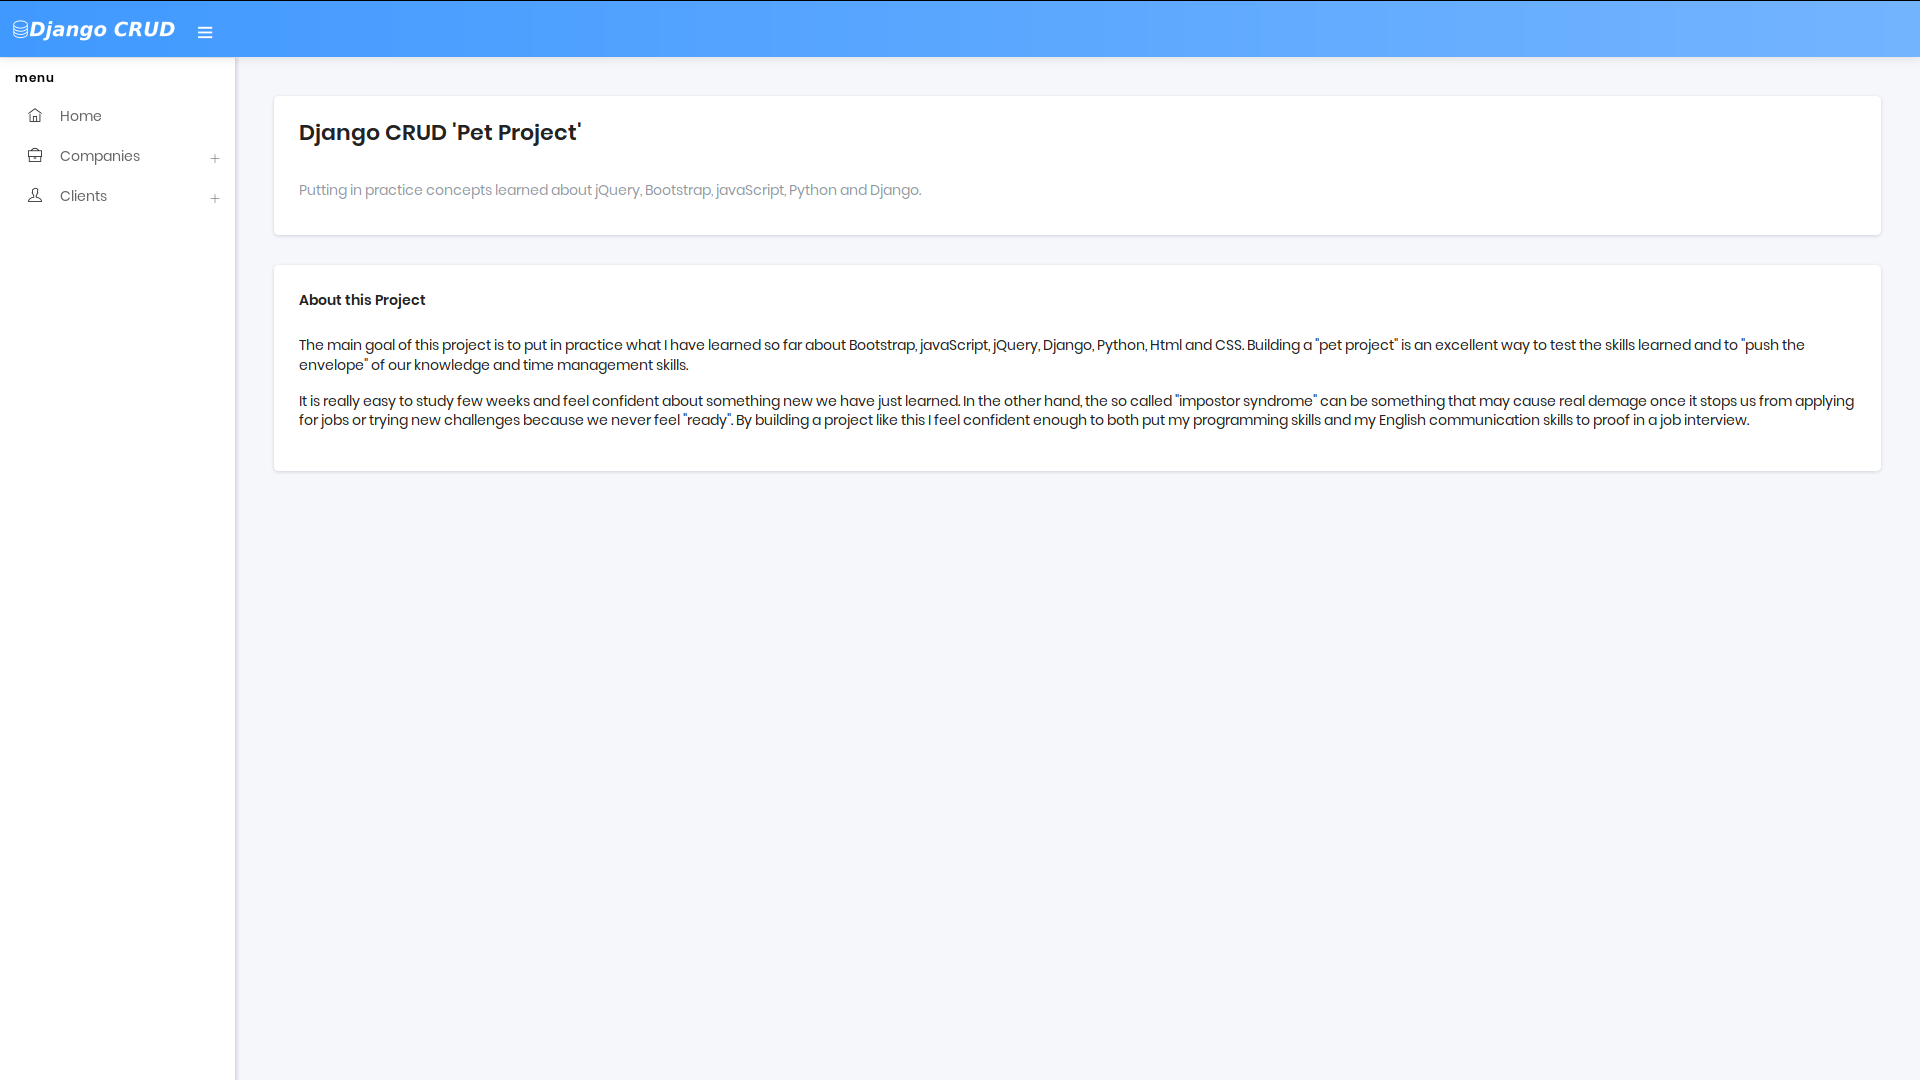 Django CRUD
menu
Home
Companies
Clients
Django CRUD 'Pet Project'
Putting in practice concepts learned about jQuery, Bootstrap, javaScript, Python and Django.
About this Project
The main goal of this project is to put in practice what I have learned so far about Bootstrap, javaScript, jQuery, Django, Python, Html and CSS. Building a "pet project" is an excellent way to test the skills learned and to "push the
envelope" of our knowledge and time management skills.
It is really easy to study few weeks and feel confident about something new we have just learned. In the other hand, the so called "impostor syndrome" can be something that may cause real demage once it stops us from applying
for jobs or trying new challenges because we never feel "ready". By building a project like this I feel confident enough to both put my programming skills and my English communication skills to proof in a job interview.